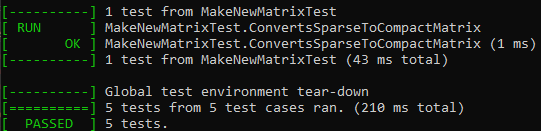 [----------] 1 test from MakeNewMatrixTest
[ RUN      ] MakeNewMatrixTest.ConvertsSparseToCompactMatrix
[       OK ] MakeNewMatrixTest.ConvertsSparseToCompactMatrix (1 ms)
[----------] 1 test from MakeNewMatrixTest (43 ms total)

[----------] Global test environment tear-down
[==========] 5 tests from 5 test cases ran. (210 ms total)
[  PASSED  ] 5 tests.